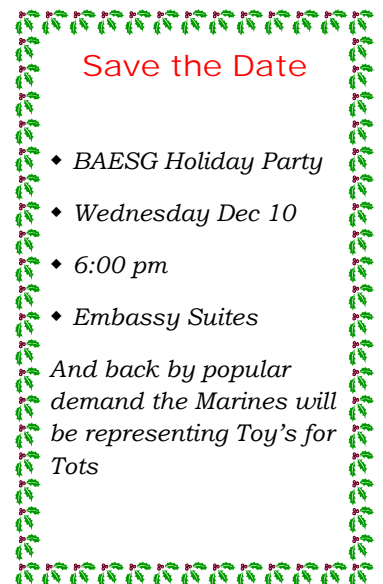 Save the Date
◆ BAESG Holiday Party
◆ Wednesday Dec 10
◆ 6:00 pm
◆ Embassy Suites
And back by popular
demand the Marines will
be representing Toy's for
Tots